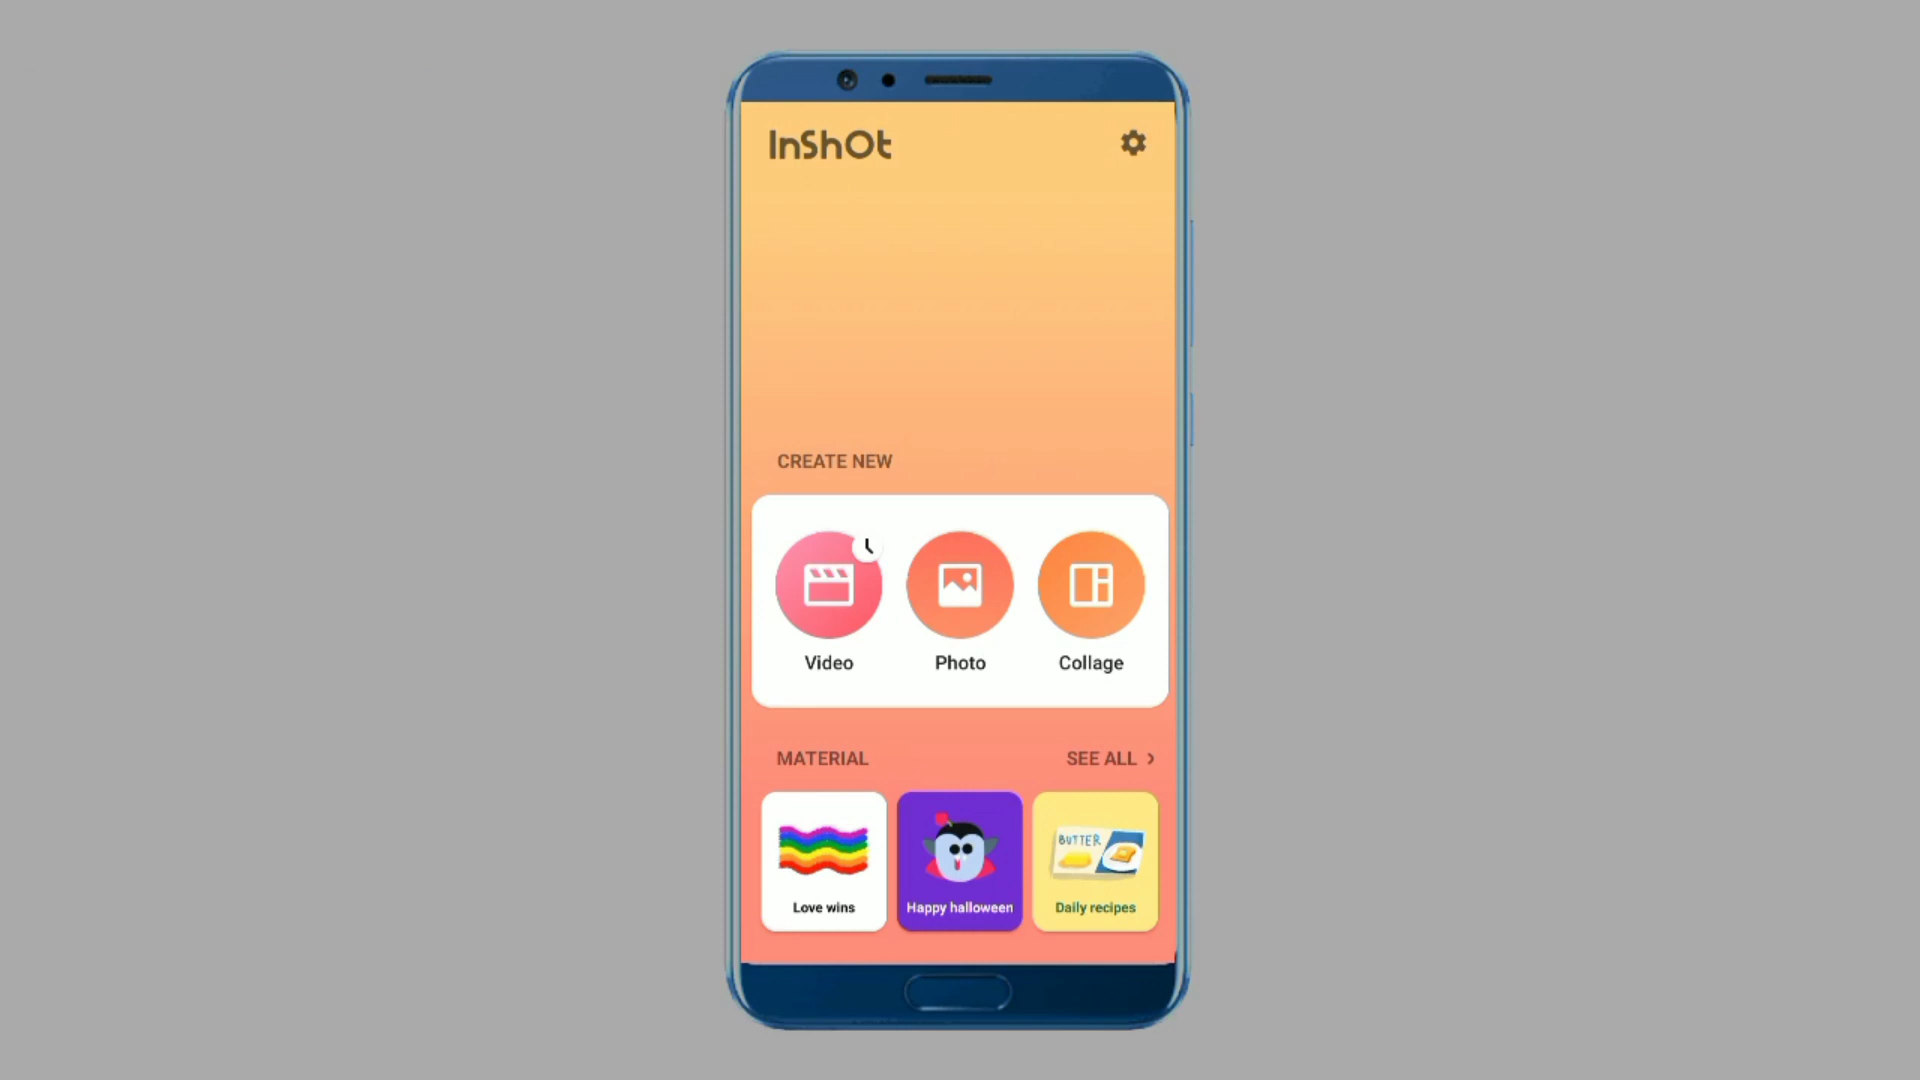 InShOt
CREATE NEW
Video
Photo
Collage
MATERIAL
SEE ALL >
BUTTER
Love wins
Happy halloween
Daily recipes